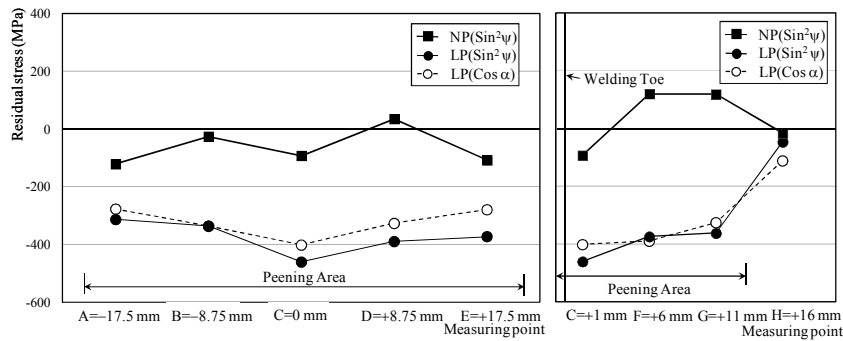 Residual stress (MPa)
400
200
0
-200
-400
-600
NP(Sin²ψ)
LP(Sin²ψ)
LP(Cos α)
Peening Area
A=−17.5 mm B=−8.75 mm C=0 mm D=+8.75 mm E=+17.5 mm
Measuring point
NP(Sin²ψ)
LP(Sin²ψ)
LP(Cos α)
Welding Toe
Peening Area
C=+1 mm F=+6 mm G=+11 mm H=+16 mm
Measuring point